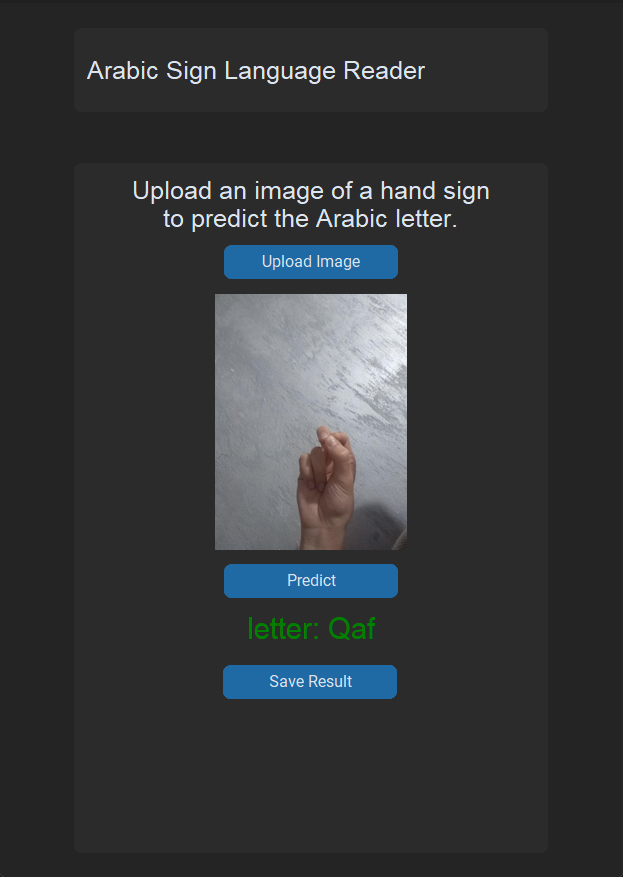 Arabic Sign Language Reader
Upload an image of a hand sign
to predict the Arabic letter.
Upload Image
Predict
letter: Qaf
Save Result